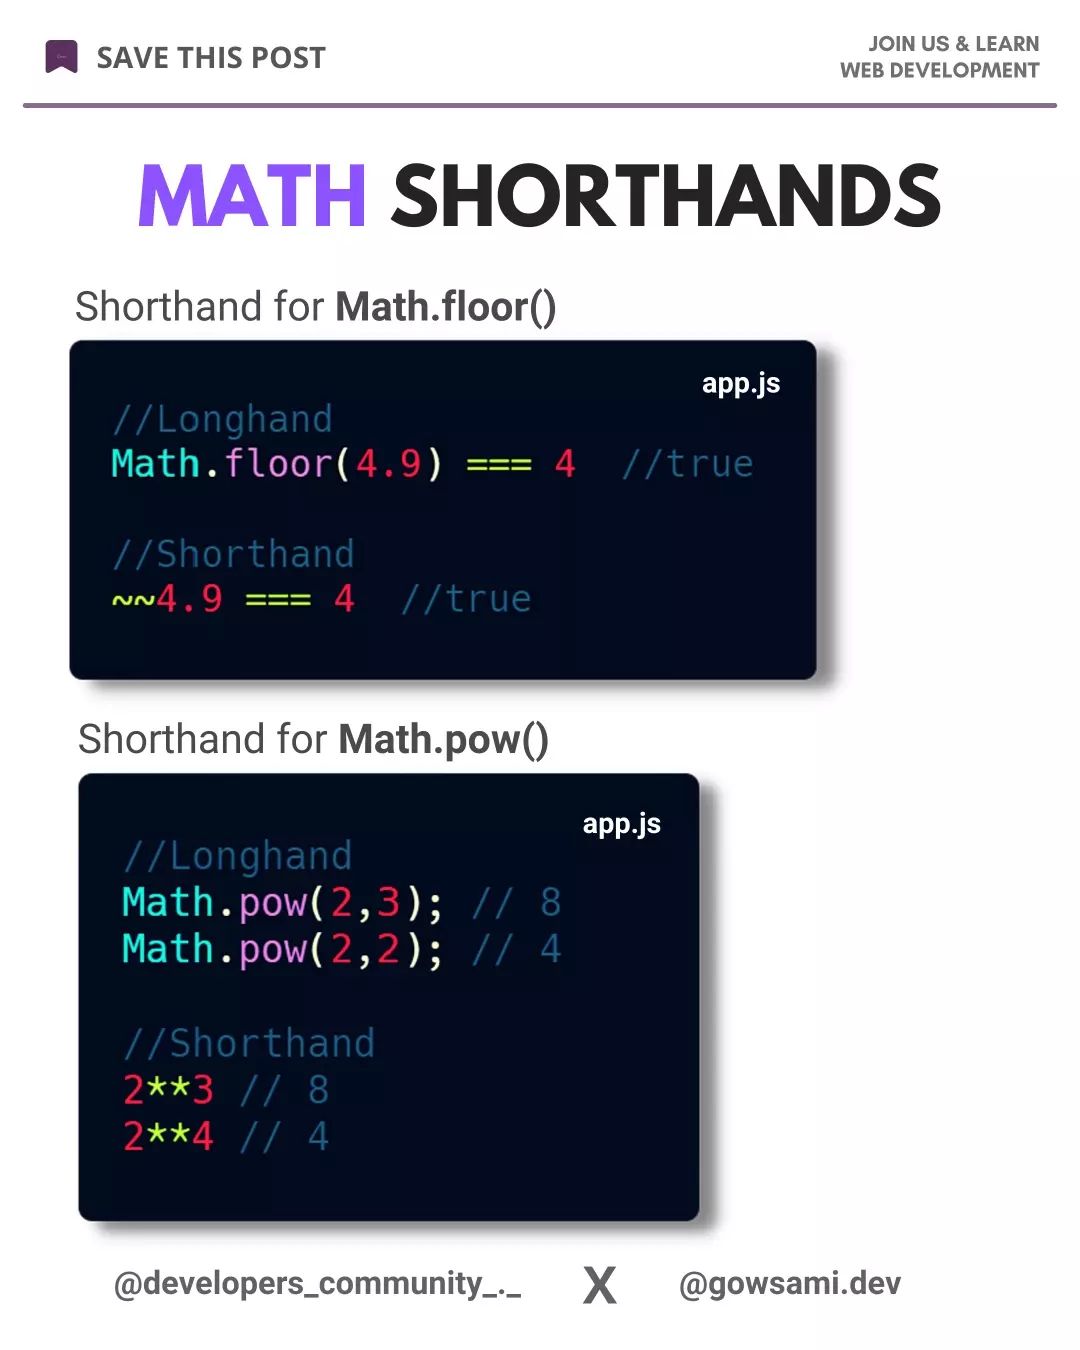 SAVE THIS POST
JOIN US & LEARN
WEB DEVELOPMENT
MATH SHORTHANDS
Shorthand for Math.floor()
app.js
//Longhand
Math.floor(4.9) === 4  //true
//Shorthand
~~4.9 === 4  //true
Shorthand for Math.pow()
app.js
//Longhand
Math.pow(2,3); // 8
Math.pow(2,2); // 4
//Shorthand
2**3 // 8
2**4 // 4
@developers_community_._ X @gowsami.dev